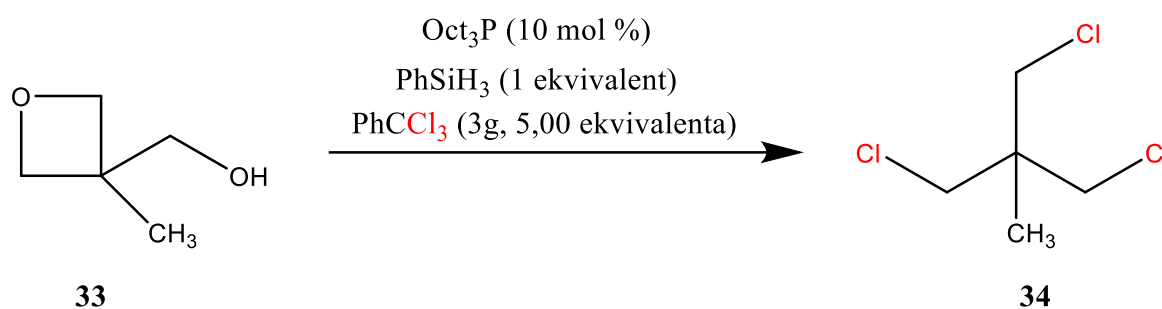 Oct3P (10 mol %)
PhSiH3 (1 ekvivalent)
PhCCl3 (3g, 5,00 ekvivalenta)
O
OH
CH3
33
Cl
Cl
C
CH3
34